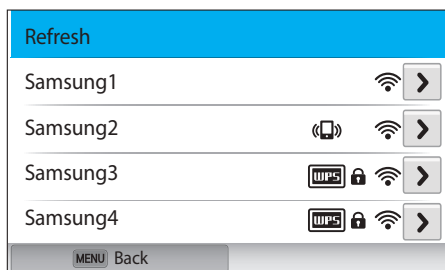 Refresh
Samsung1
Samsung2
Samsung3 WPS
Samsung4 WPS
MENU Back